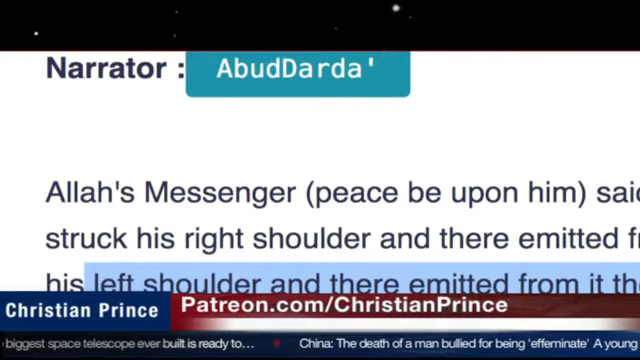 Narrator : AbudDarda'
Allah's Messenger (peace be upon him) said
struck his right shoulder and there emitted
his left shoulder and there emitted from it
Christian Prince
Patreon.com/ChristianPrince
biggest space telescope ever built is ready to… China: The death of a man bullied for being 'effeminate' A young